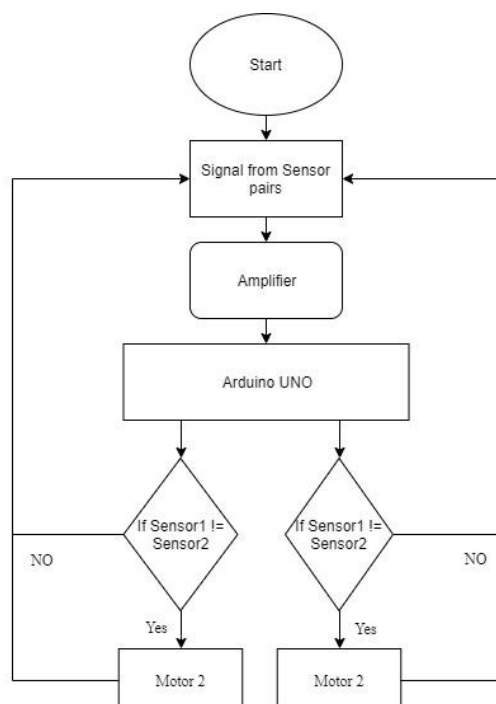 Start
Signal from Sensor
pairs
Amplifier
Arduino UNO
If Sensor1 !=
Sensor2
If Sensor1 !=
Sensor2
NO
NO
Yes
Yes
Motor 2
Motor 2